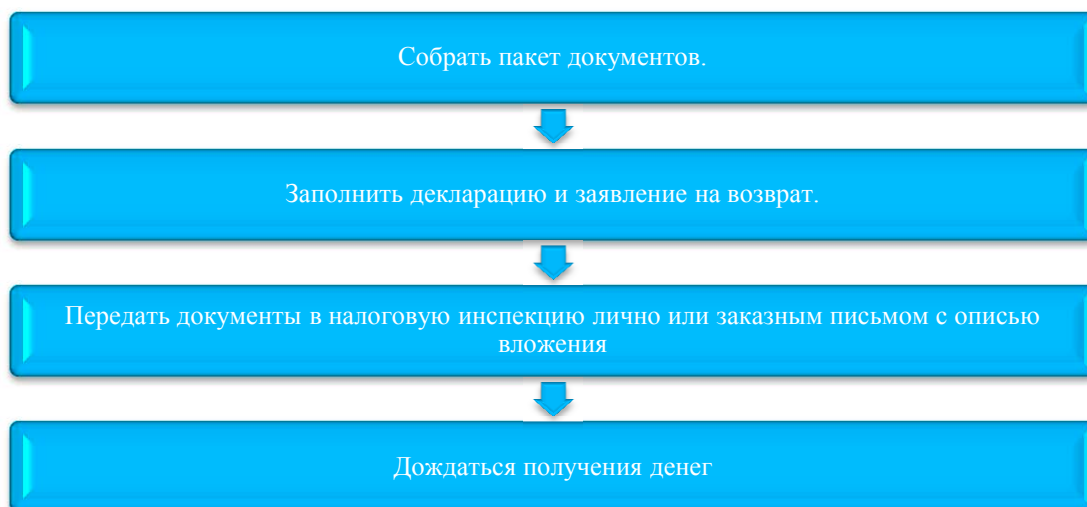 Собрать пакет документов.
Заполнить декларацию и заявление на возврат.
Передать документы в налоговую инспекцию лично или заказным письмом с описью
вложения
Дождаться получения денег